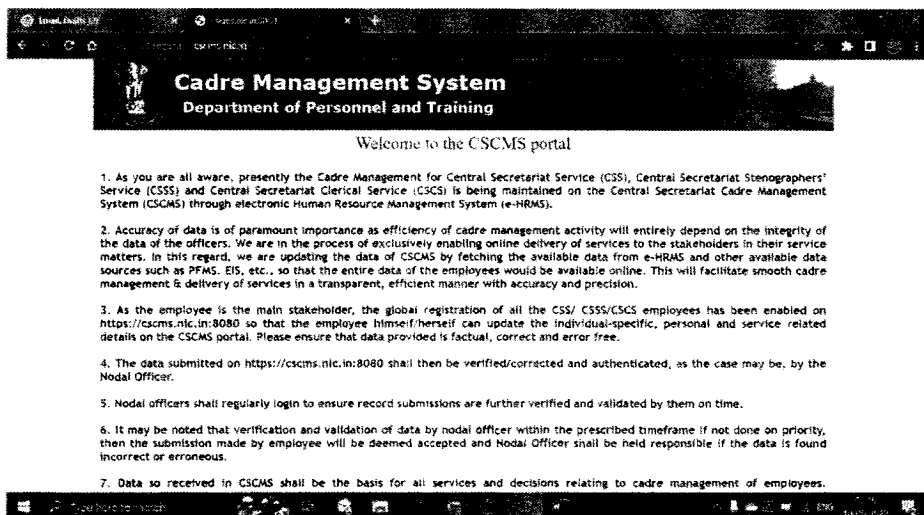 cscms.nic.in
Cadre Management System
Department of Personnel and Training
Welcome to the CSCMS portal
1. As you are all aware, presently the Cadre Management for Central Secretariat Service (CSS), Central Secretariat Stenographers'
Service (CSSS) and Central Secretariat Clerical Service (CSCS) is being maintained on the Central Secretariat Cadre Management
System (CSCMS) through electronic Human Resource Management System (e-HRMS).
2. Accuracy of data is of paramount importance as efficiency of cadre management activity will entirely depend on the integrity of
the data of the officers. We are in the process of exclusively enabling online delivery of services to the stakeholders in their service
matters. In this regard, we are updating the data of CSCMS by fetching the available data from e-HRMS and other available data
sources such as PFMS, EIS, etc., so that the entire data of the employees would be available online. This will facilitate smooth cadre
management & delivery of services in a transparent, efficient manner with accuracy and precision.
3. As the employee is the main stakeholder, the global registration of all the CSS/ CSSS/CSCS employees has been enabled on
https://cscms.nic.in:8080 so that the employee himself/herself can update the individual-specific, personal and service related
details on the CSCMS portal. Please ensure that data provided is factual, correct and error free.
4. The data submitted on https://cscms.nic.in:8080 shall then be verified/corrected and authenticated, as the case may be, by the
Nodal Officer.
5. Nodal officers shall regularly login to ensure record submissions are further verified and validated by them on time.
6. It may be noted that verification and validation of data by nodal officer within the prescribed timeframe if not done on priority,
then the submission made by employee will be deemed accepted and Nodal Officer shall be held responsible if the data is found
incorrect or erroneous.
7. Data so received in CSCMS shall be the basis for all services and decisions relating to cadre management of employees.
Type here to search
ENG